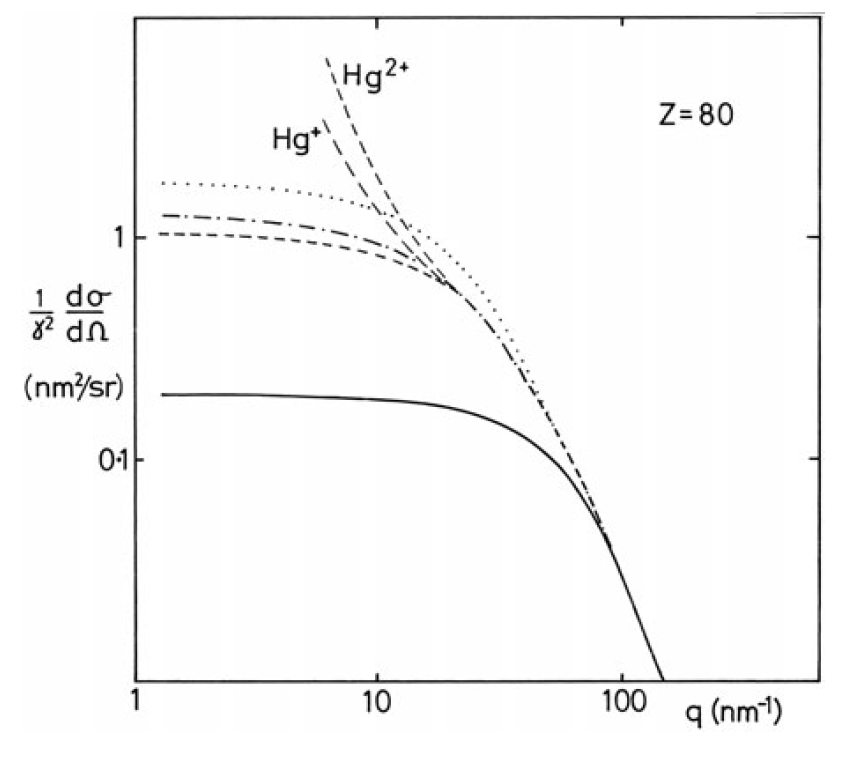 Hg²⁺
Z=80
Hg⁺
1
1/γ² dσ/dΩ
(nm²/sr)
0·1
1
10
100
q (nm⁻¹)